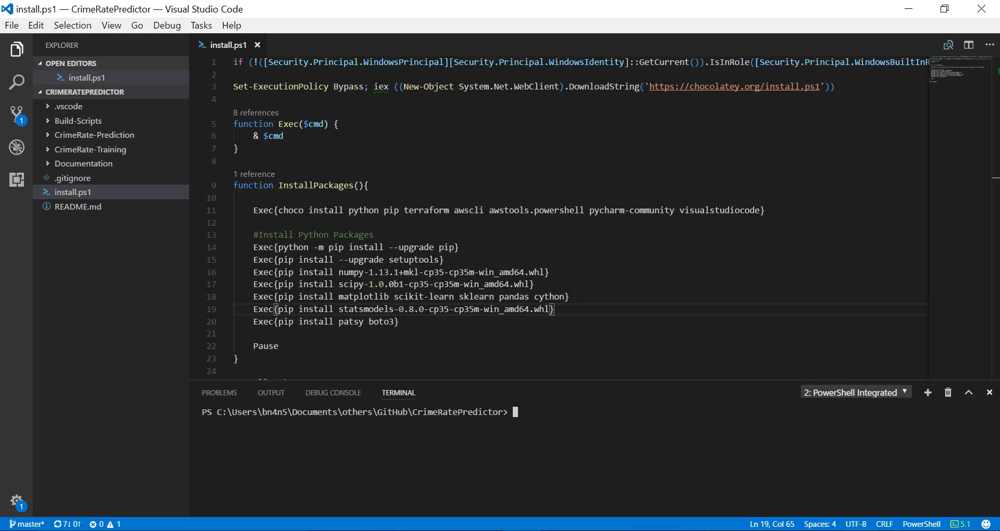 install.ps1 — CrimeRatePredictor — Visual Studio Code
File Edit Selection View Go Debug Tasks Help
EXPLORER
OPEN EDITORS
install.ps1
CRIMERATEPREDICTOR
.vscode
Build-Scripts
CrimeRate-Prediction
CrimeRate-Training
Documentation
.gitignore
install.ps1
README.md
1
1
install.ps1
1 if (!([Security.Principal.WindowsPrincipal][Security.Principal.WindowsIdentity]::GetCurrent()).IsInRole([Security.Principal.WindowsBuiltInR
2
3 Set-ExecutionPolicy Bypass; iex ((New-Object System.Net.WebClient).DownloadString('https://chocolatey.org/install.ps1'))
4
8 references
5 function Exec($cmd) {
6 & $cmd
7 }
8
1 reference
9 function InstallPackages(){
10
11 Exec{choco install python pip terraform awscli awstools.powershell pycharm-community visualstudiocode}
12
13 #Install Python Packages
14 Exec{python -m pip install --upgrade pip}
15 Exec{pip install --upgrade setuptools}
16 Exec{pip install numpy-1.13.1+mkl-cp35-cp35m-win_amd64.whl}
17 Exec{pip install scipy-1.0.0b1-cp35-cp35m-win_amd64.whl}
18 Exec{pip install matplotlib scikit-learn sklearn pandas cython}
19 Exec{pip install statsmodels-0.8.0-cp35-cp35m-win_amd64.whl}
20 Exec{pip install patsy boto3}
21
22 Pause
23 }
24
PROBLEMS OUTPUT DEBUG CONSOLE TERMINAL 2: PowerShell Integrated
PS C:\Users\bn4n5\Documents\others\GitHub\CrimeRatePredictor>
master* 7↓ 0↑ 0 1 Ln 19, Col 65 Spaces: 4 UTF-8 CRLF PowerShell 5.1